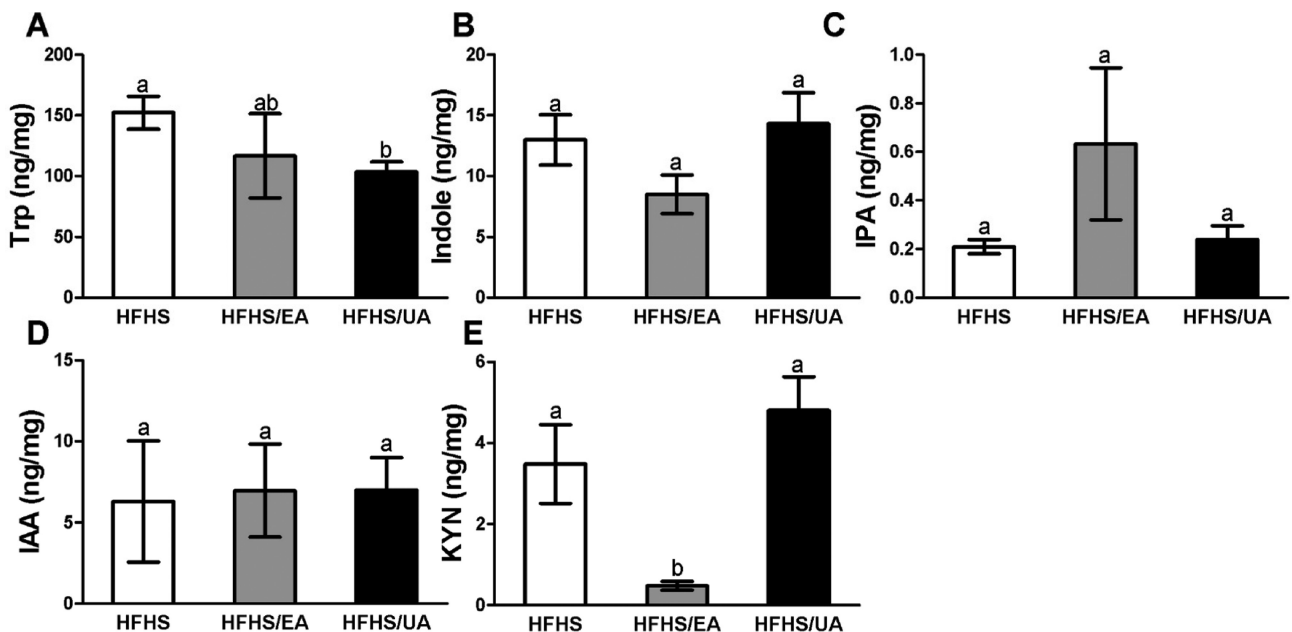 A
Trp (ng/mg)
200
150
100
50
0
a
ab
b
HFHS
HFHS/EA
HFHS/UA
B
Indole (ng/mg)
20
15
10
5
0
a
a
a
HFHS
HFHS/EA
HFHS/UA
C
IPA (ng/mg)
1.0
0.8
0.6
0.4
0.2
0.0
a
a
a
HFHS
HFHS/EA
HFHS/UA
D
IAA (ng/mg)
15
10
5
0
a
a
a
HFHS
HFHS/EA
HFHS/UA
E
KYN (ng/mg)
6
4
2
0
a
b
a
HFHS
HFHS/EA
HFHS/UA